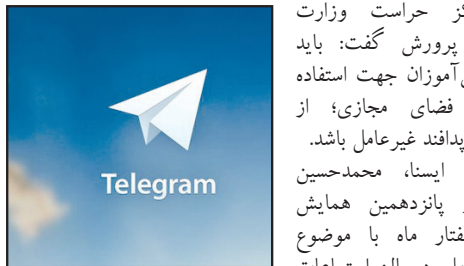 حراست وزارت
پرورش گفت: باید
آموزان جهت استفاده
فضای مجازی؛ از
پدافند غیرعامل باشد.
ایسنا، محمدحسین
پانزدهمین همایش
ماه با موضوع
Telegram